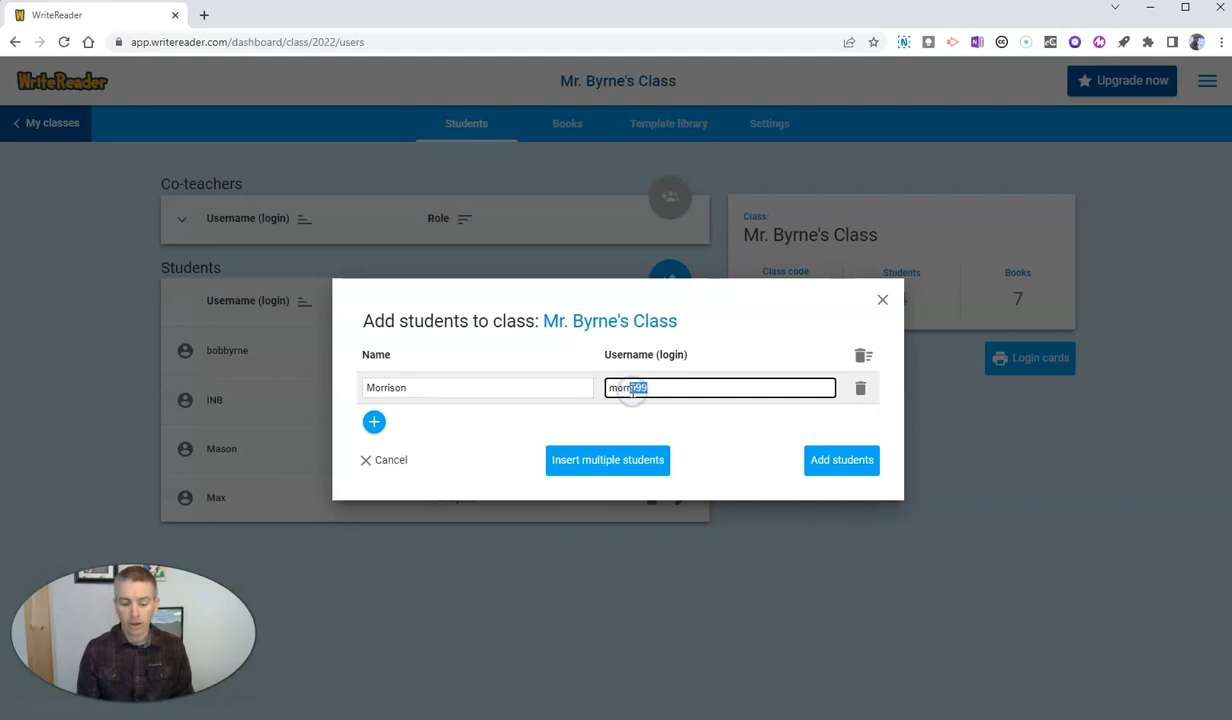 WriteReader
app.writereader.com/dashboard/class/2022/users
WriteReader
Mr. Byrne's Class
Upgrade now
My classes
Students
Books
Template library
Settings
Co-teachers
Username (login)
Role
Students
Username (login)
bobbyrne
INB
Mason
Max
Class:
Mr. Byrne's Class
Class code
Students
Books
7
Login cards
Add students to class: Mr. Byrne's Class
Name
Username (login)
Morrison
Cancel
Insert multiple students
Add students